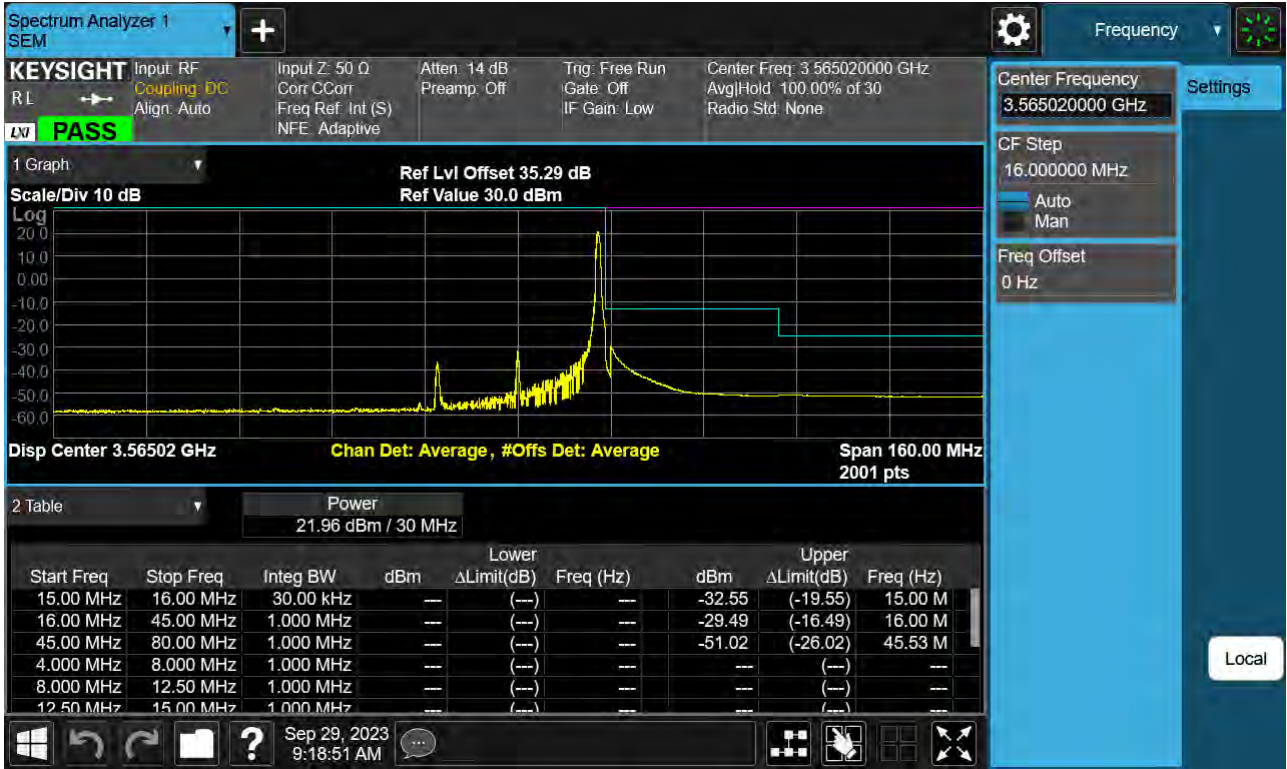 Spectrum Analyzer 1
SEM
Frequency
KEYSIGHT
RL
LXI
PASS
Input: RF
Coupling: DC
Align: Auto
Input Z: 50 Ω
Corr CCorr
Freq Ref: Int (S)
NFE: Adaptive
Atten: 14 dB
Preamp: Off
Trig: Free Run
Gate: Off
IF Gain: Low
Center Freq: 3.565020000 GHz
Avg|Hold: 100.00% of 30
Radio Std: None
Center Frequency
3.565020000 GHz
Settings
CF Step
16.000000 MHz
Auto
Man
Freq Offset
0 Hz
Local
1 Graph
Scale/Div 10 dB
Ref Lvl Offset 35.29 dB
Ref Value 30.0 dBm
Log
20.0
10.0
0.00
-10.0
-20.0
-30.0
-40.0
-50.0
-60.0
Disp Center 3.56502 GHz
Chan Det: Average, #Offs Det: Average
Span 160.00 MHz
2001 pts
2 Table
Power
21.96 dBm / 30 MHz
Lower Upper
Start Freq Stop Freq Integ BW dBm ΔLimit(dB) Freq (Hz) dBm ΔLimit(dB) Freq (Hz)
15.00 MHz 16.00 MHz 30.00 kHz --- (---) --- -32.55 (-19.55) 15.00 M
16.00 MHz 45.00 MHz 1.000 MHz --- (---) --- -29.49 (-16.49) 16.00 M
45.00 MHz 80.00 MHz 1.000 MHz --- (---) --- -51.02 (-26.02) 45.53 M
4.000 MHz 8.000 MHz 1.000 MHz --- (---) --- --- (---) ---
8.000 MHz 12.50 MHz 1.000 MHz --- (---) --- --- (---) ---
12.50 MHz 15.00 MHz 1.000 MHz --- (---) --- --- (---) ---
?
Sep 29, 2023
9:18:51 AM